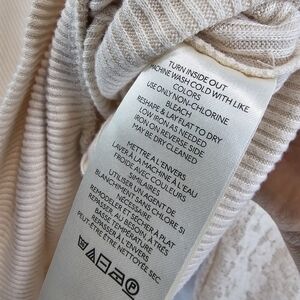 TURN INSIDE OUT
MACHINE WASH COLD WITH LIKE
COLORS
USE ONLY NON-CHLORINE
BLEACH
RESHAPE & LAY FLAT TO DRY
LOW IRON AS NEEDED
IRON ON REVERSE SIDE
MAY BE DRY CLEANED
METTRE A L'ENVERS
LAVER À LA MACHINE À L'EAU
FROIDE AVEC COULEURS
SIMILAIRES
UTILISER UN AGENT DE
BLANCHIMENT SANS CHLORE SI
NÉCESSAIRE
REMODELER ET SÉCHER À PLAT
REPASSER AU BESOIN, À
BASSE TEMPÉRATURE
REPASSER À L'ENVERS
PEUT-ÊTRE NETTOYÉE SEC